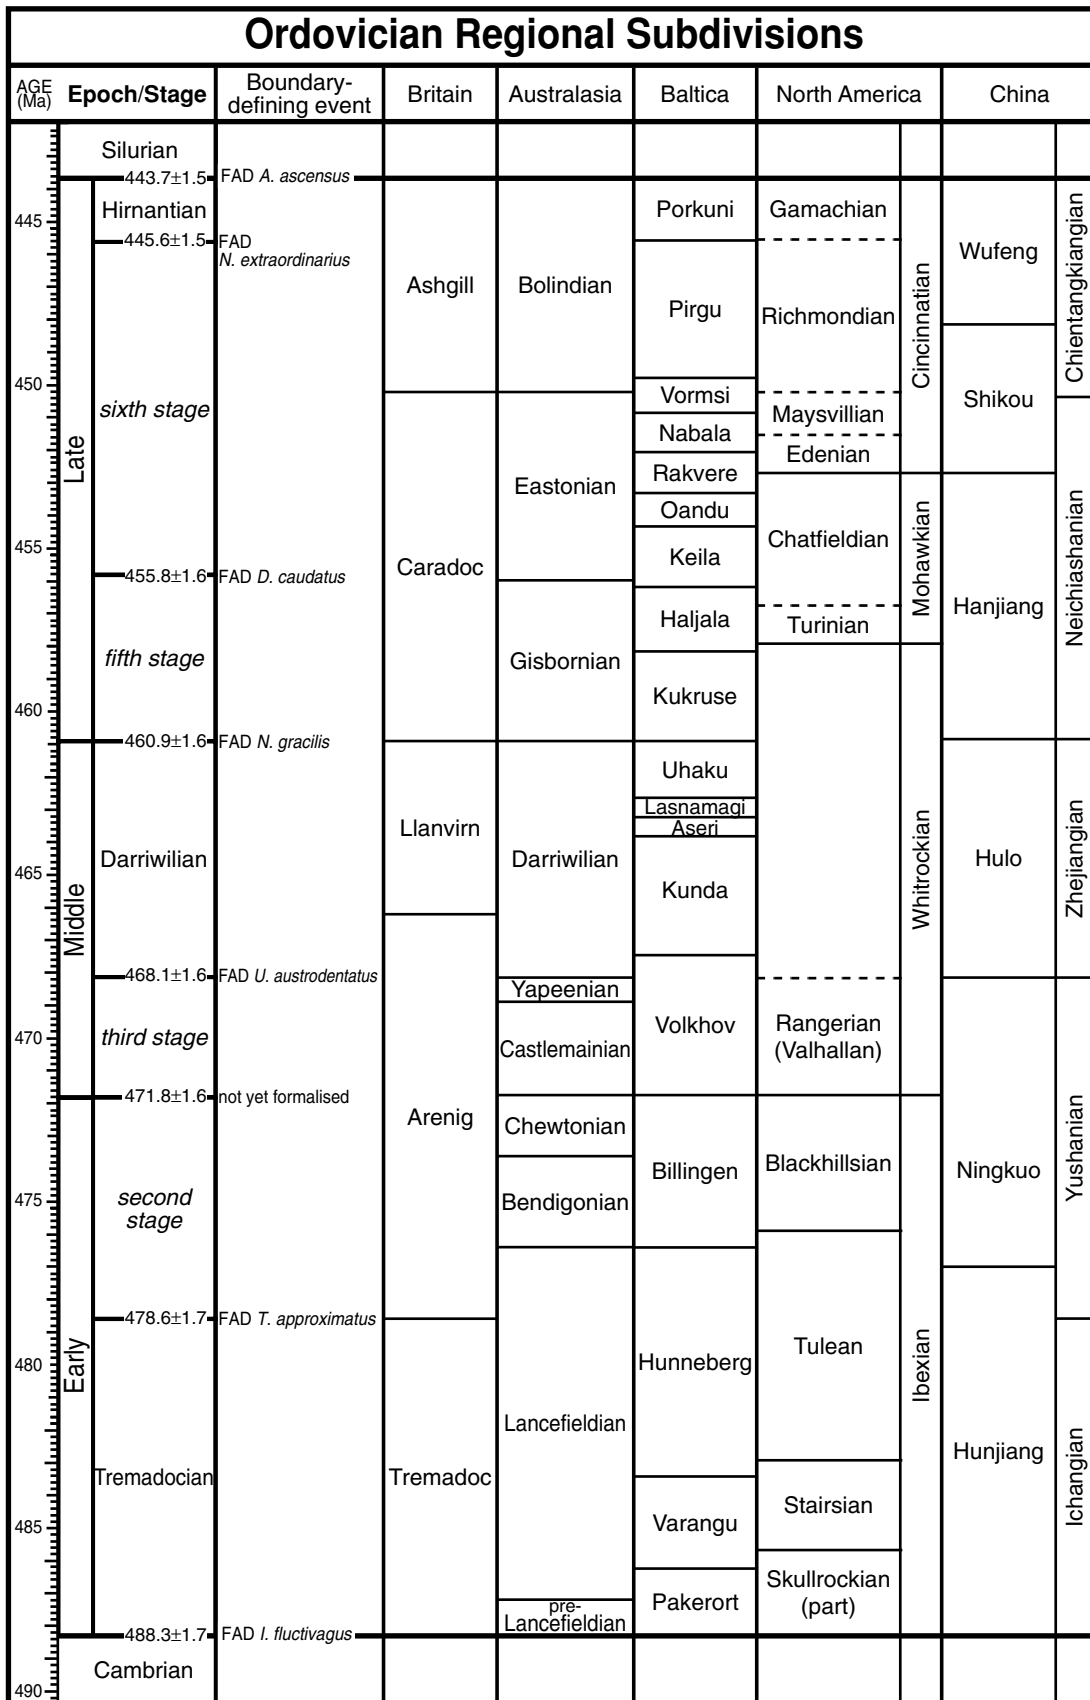 Ordovician Regional Subdivisions
AGE
(Ma)
Epoch/Stage
Boundary-
defining event
Britain
Australasia
Baltica
North America
China
Silurian
443.7±1.5
Hirnantian
445.6±1.5
sixth stage
455.8±1.6
fifth stage
460.9±1.6
Darriwilian
468.1±1.6
third stage
471.8±1.6
second
stage
478.6±1.7
Tremadocian
488.3±1.7
Cambrian
445
450
455
460
465
470
475
480
485
490
Late
Middle
Early
FAD A. ascensus
FAD
N. extraordinarius
FAD D. caudatus
FAD N. gracilis
FAD U. austrodentatus
not yet formalised
FAD T. approximatus
FAD I. fluctivagus
Ashgill
Caradoc
Llanvirn
Arenig
Tremadoc
Bolindian
Eastonian
Gisbornian
Darriwilian
Yapeenian
Castlemainian
Chewtonian
Bendigonian
Lancefieldian
pre-
Lancefieldian
Porkuni
Pirgu
Vormsi
Nabala
Rakvere
Oandu
Keila
Haljala
Kukruse
Uhaku
Lasnamagi
Aseri
Kunda
Volkhov
Billingen
Hunneberg
Varangu
Pakerort
Gamachian
Richmondian
Maysvillian
Edenian
Chatfieldian
Turinian
Rangerian
(Valhallan)
Blackhillsian
Tulean
Stairsian
Skullrockian
(part)
Cincinnatian
Mohawkian
Whitrockian
Ibexian
Wufeng
Shikou
Hanjiang
Hulo
Ningkuo
Hunjiang
Chientangkiangian
Neichiashanian
Zhejiangian
Yushanian
Ichangian